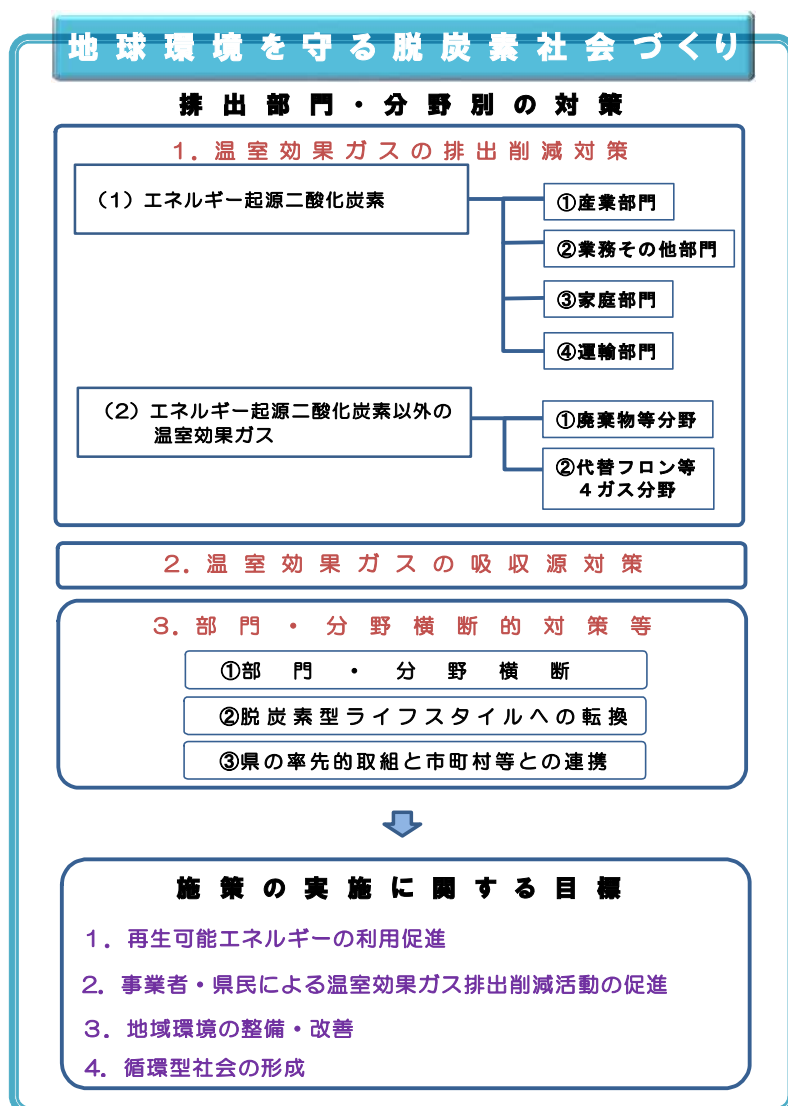 地球環境を守る脱炭素社会づくり
排出部門・分野別の対策
1．温室効果ガスの排出削減対策
（1）エネルギー起源二酸化炭素
①産業部門
②業務その他部門
③家庭部門
④運輸部門
（2）エネルギー起源二酸化炭素以外の
温室効果ガス
①廃棄物等分野
②代替フロン等
４ガス分野
2．温室効果ガスの吸収源対策
3．部門・分野横断的対策等
①部門・分野横断
②脱炭素型ライフスタイルへの転換
③県の率先的取組と市町村等との連携
施策の実施に関する目標
1．再生可能エネルギーの利用促進
2．事業者・県民による温室効果ガス排出削減活動の促進
3．地域環境の整備・改善
4．循環型社会の形成